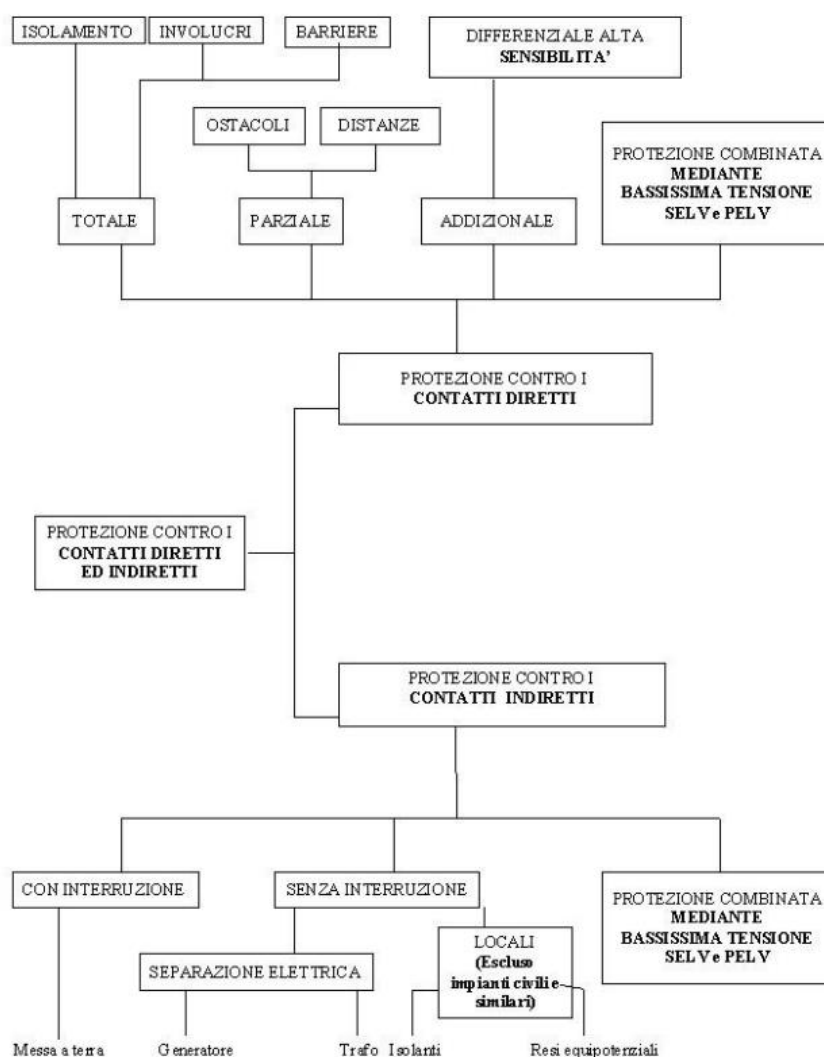 ISOLAMENTO
INVOLUCRI
BARRIERE
DIFFERENZIALE ALTA
SENSIBILITA’
OSTACOLI
DISTANZE
PROTEZIONE COMBINATA
MEDIANTE
BASSISSIMA TENSIONE
SELV e PELV
TOTALE
PARZIALE
ADDIZIONALE
PROTEZIONE CONTRO I
CONTATTI DIRETTI
PROTEZIONE CONTRO I
CONTATTI DIRETTI
ED INDIRETTI
PROTEZIONE CONTRO I
CONTATTI INDIRETTI
CON INTERRUZIONE
SENZA INTERRUZIONE
PROTEZIONE COMBINATA
MEDIANTE
BASSISSIMA TENSIONE
SELV e PELV
LOCALI
(Escluso
impianti civili e
similari)
SEPARAZIONE ELETTRICA
Messa a terra
Generatore
Trafo
Isolanti
Resi equipotenziali